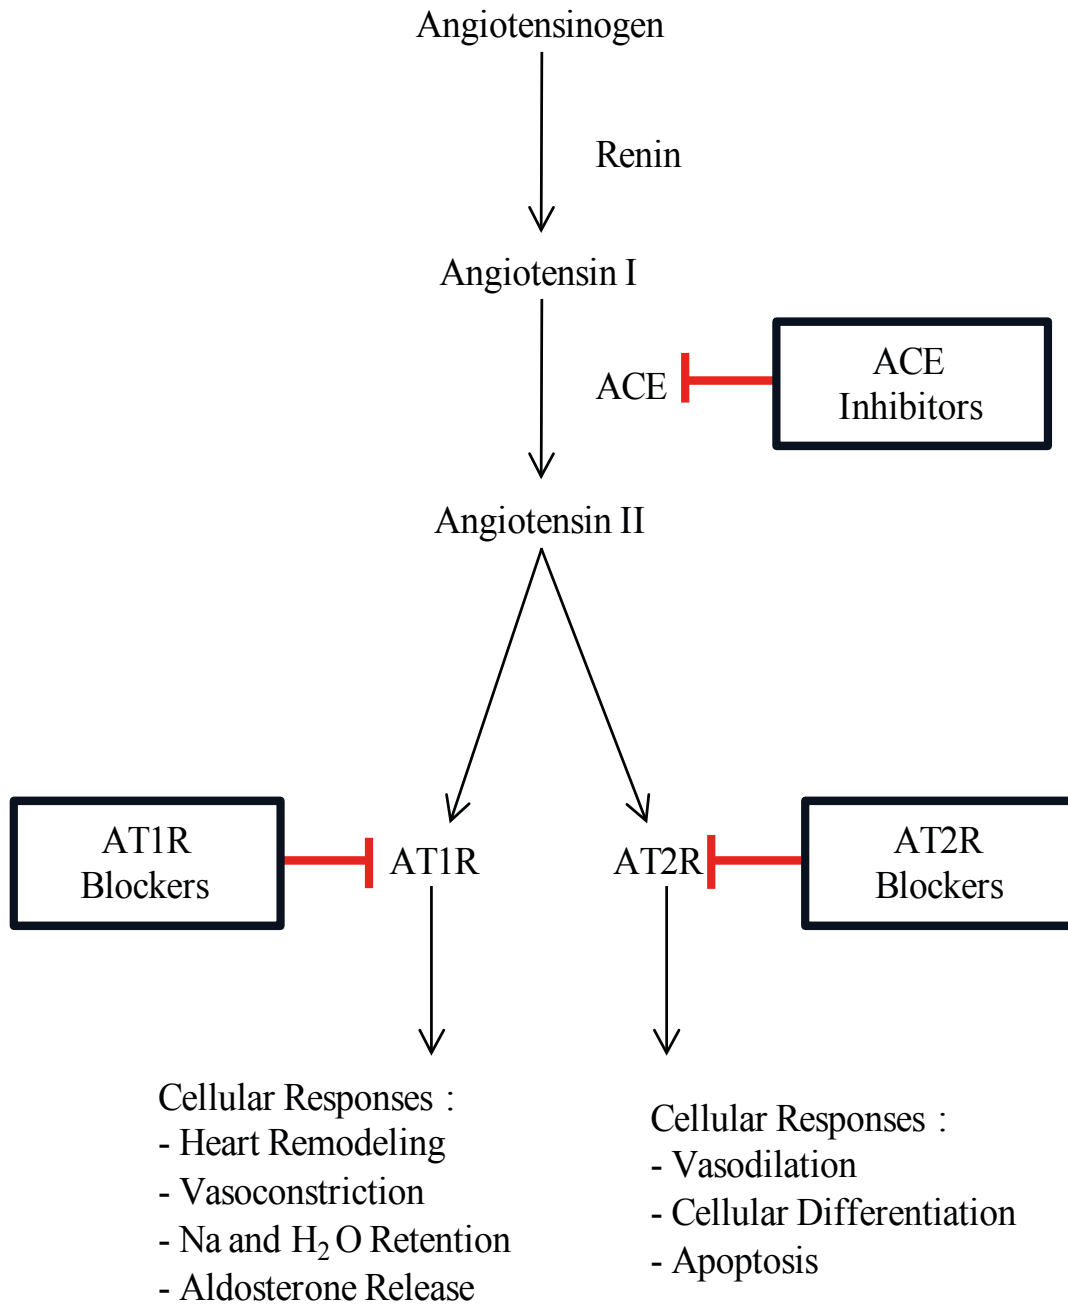 Angiotensinogen
Renin
Angiotensin I
ACE
ACE
Inhibitors
Angiotensin II
AT1R
Blockers
AT1R
AT2R
AT2R
Blockers
Cellular Responses :
- Heart Remodeling
- Vasoconstriction
- Na and H₂O Retention
- Aldosterone Release
Cellular Responses :
- Vasodilation
- Cellular Differentiation
- Apoptosis